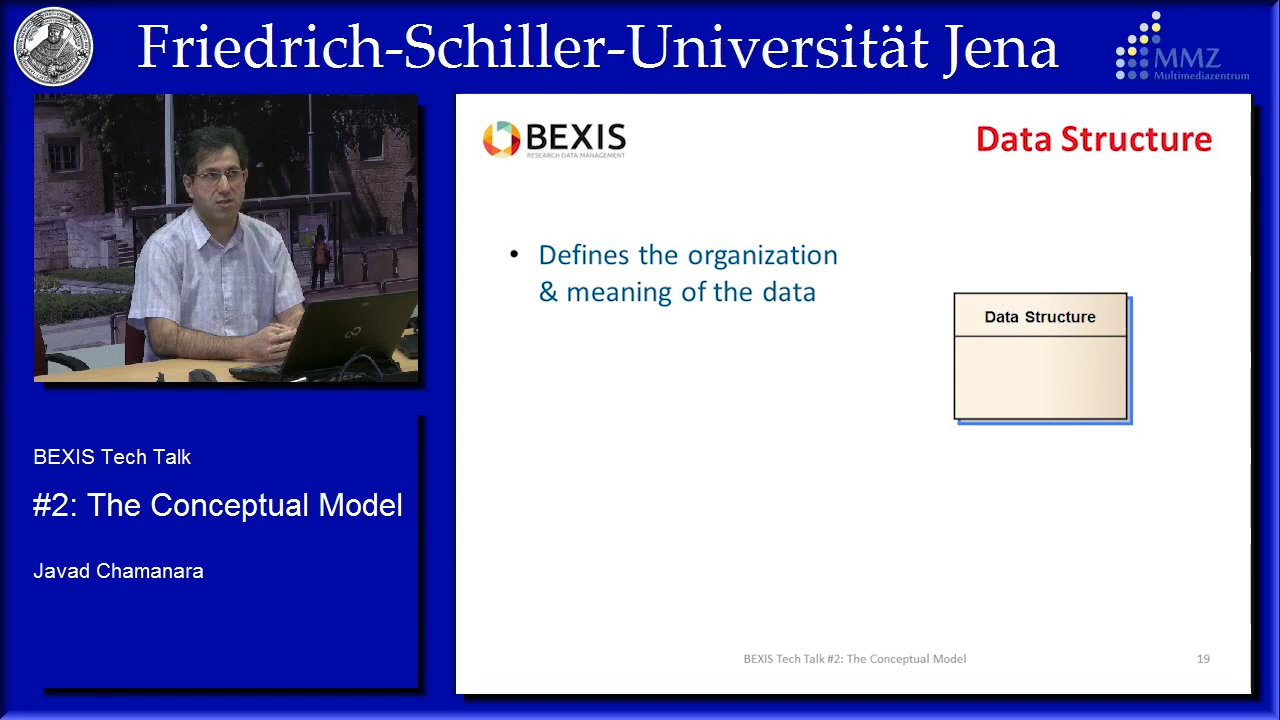 Friedrich-Schiller-Universität Jena
MMZ
Multimediazentrum
BEXIS
RESEARCH DATA MANAGEMENT
Data Structure
• Defines the organization
& meaning of the data
Data Structure
BEXIS Tech Talk
#2: The Conceptual Model
Javad Chamanara
BEXIS Tech Talk #2: The Conceptual Model
19